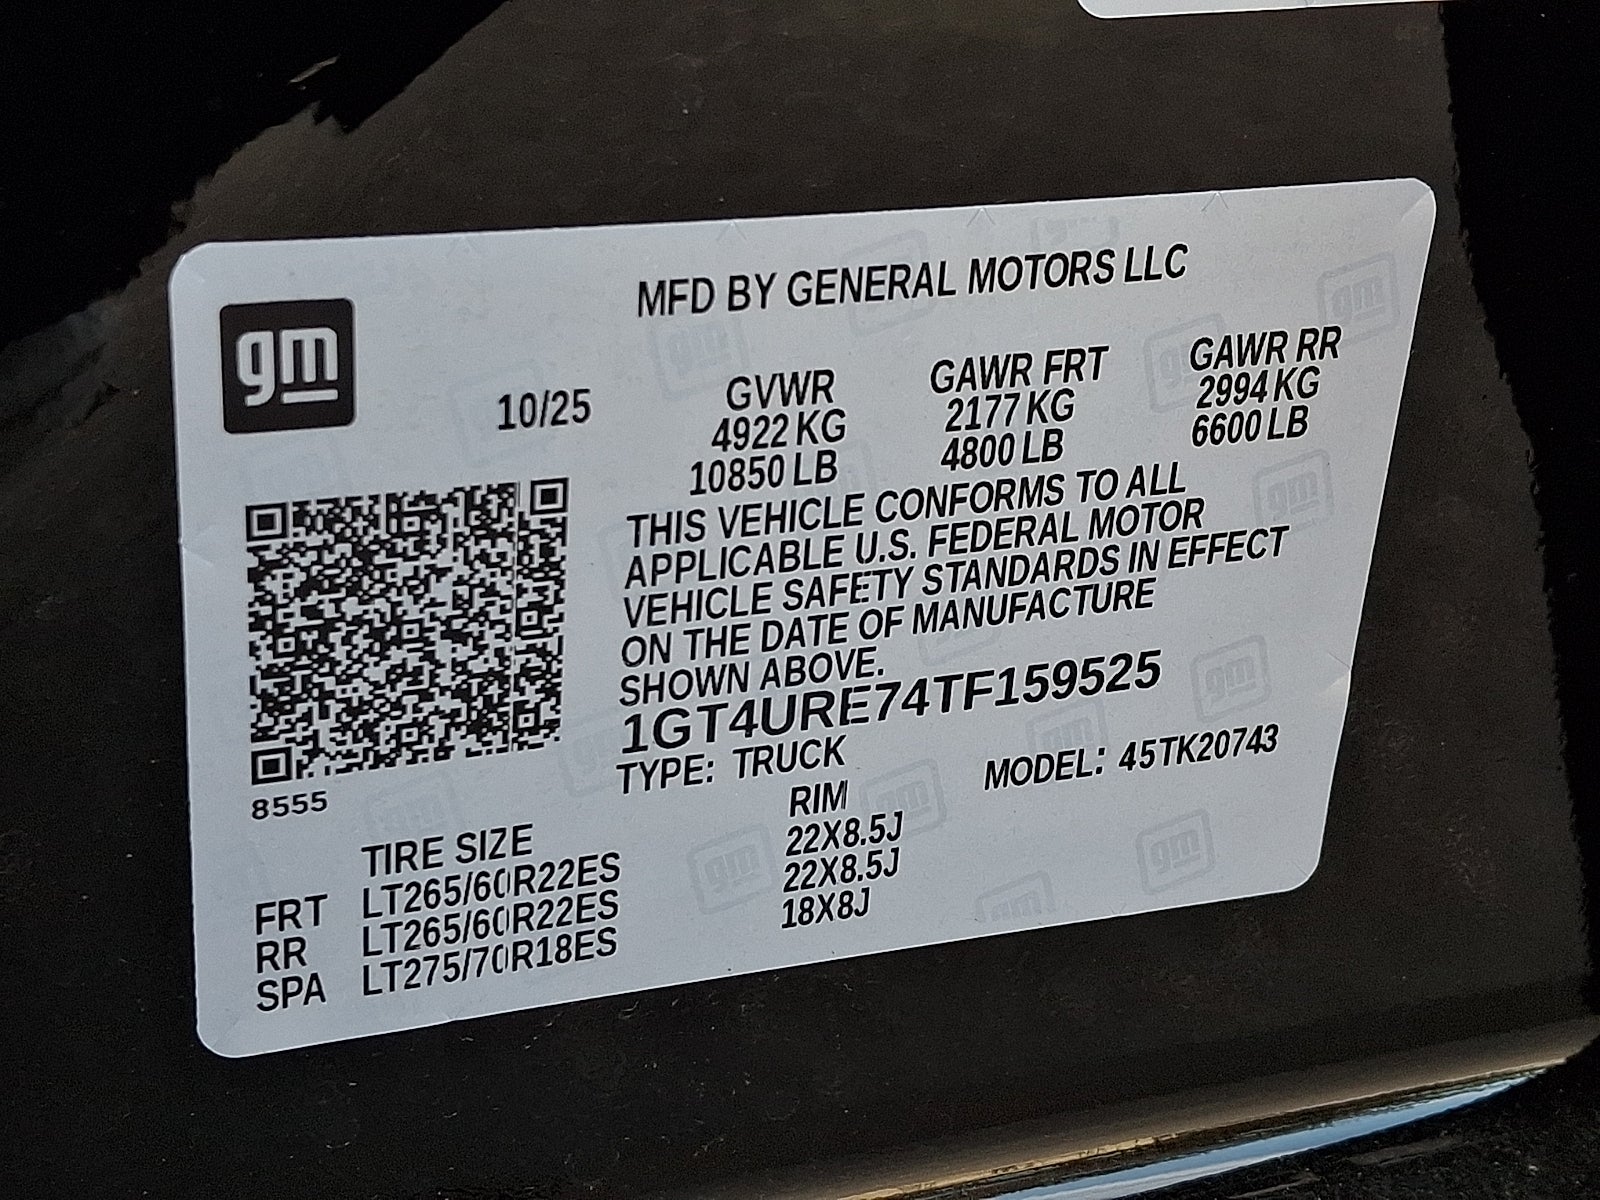 MFD BY GENERAL MOTORS LLC
gm
10/25
GVWR GAWR FRT GAWR RR
4922 KG 2177 KG 2994 KG
10850 LB 4800 LB 6600 LB
THIS VEHICLE CONFORMS TO ALL
APPLICABLE U.S. FEDERAL MOTOR
VEHICLE SAFETY STANDARDS IN EFFECT
ON THE DATE OF MANUFACTURE
SHOWN ABOVE.
1GT4URE74TF159525
TYPE: TRUCK MODEL: 45TK20743
8555
TIRE SIZE RIM
FRT LT265/60R22ES 22X8.5J
RR LT265/60R22ES 22X8.5J
SPA LT275/70R18ES 18X8J